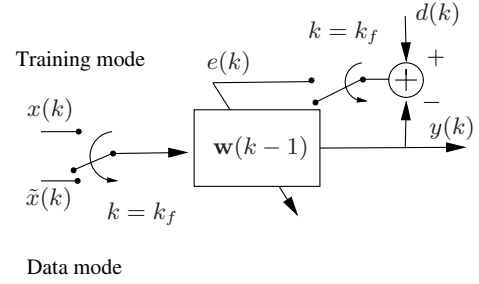 d(k)
k = k_f
Training mode
e(k)
+
+
−
x(k)
w(k − 1)
y(k)
x̃(k)
k = k_f
Data mode